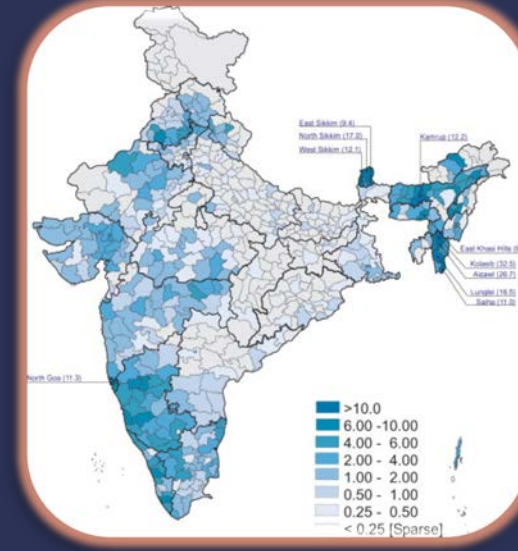 East Sikkim (9.4)
North Sikkim (17.0)
West Sikkim (12.1)
Kamrup (12.2)
East Khasi Hills
Kolasib (32.5)
Aizawl (26.7)
Lunglei (16.5)
Saiha (11.0)
North Goa (11.3)
>10.0
6.00 -10.00
4.00 - 6.00
2.00 - 4.00
1.00 - 2.00
0.50 - 1.00
0.25 - 0.50
< 0.25 [Sparse]